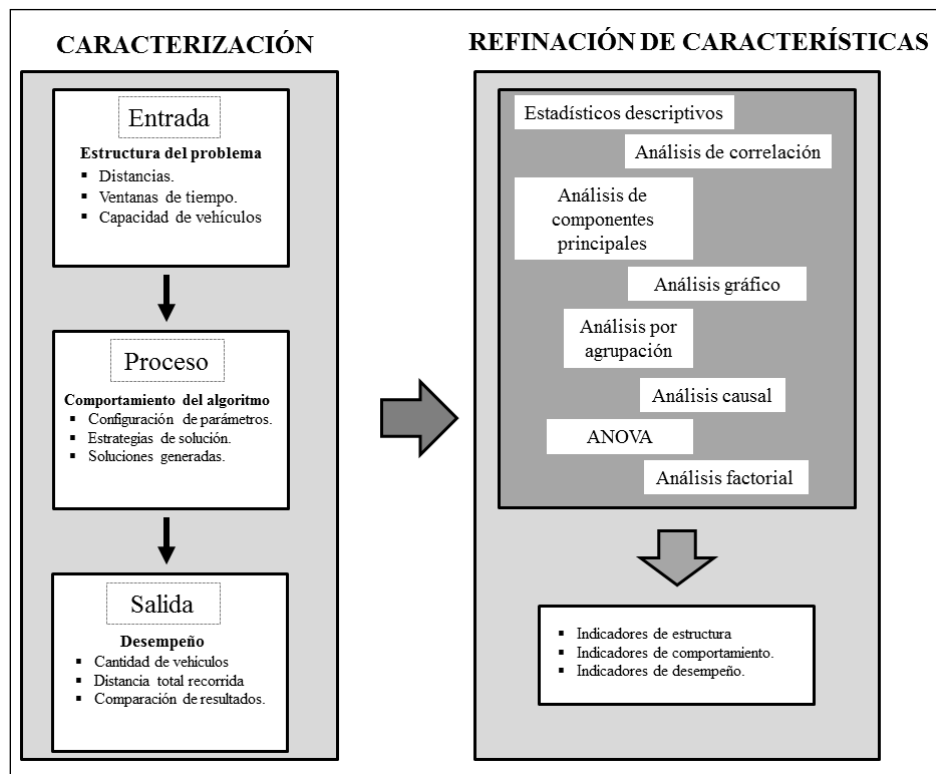 CARACTERIZACIÓN
Entrada
Estructura del problema
▪ Distancias.
▪ Ventanas de tiempo.
▪ Capacidad de vehículos
Proceso
Comportamiento del algoritmo
▪ Configuración de parámetros.
▪ Estrategias de solución.
▪ Soluciones generadas.
Salida
Desempeño
▪ Cantidad de vehículos
▪ Distancia total recorrida
▪ Comparación de resultados.
REFINACIÓN DE CARACTERÍSTICAS
Estadísticos descriptivos
Análisis de correlación
Análisis de
componentes
principales
Análisis gráfico
Análisis por
agrupación
Análisis causal
ANOVA
Análisis factorial
▪ Indicadores de estructura
▪ Indicadores de comportamiento.
▪ Indicadores de desempeño.